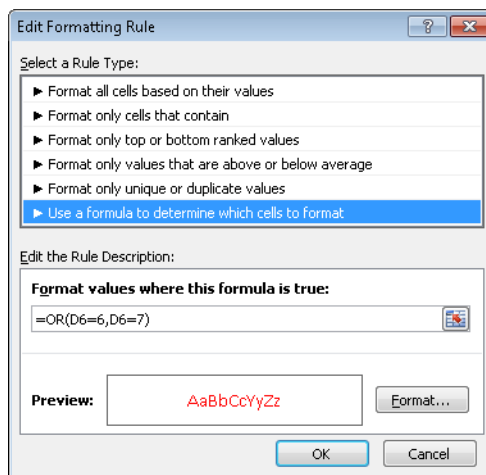 Edit Formatting Rule
Select a Rule Type:
► Format all cells based on their values
► Format only cells that contain
► Format only top or bottom ranked values
► Format only values that are above or below average
► Format only unique or duplicate values
► Use a formula to determine which cells to format
Edit the Rule Description:
Format values where this formula is true:
=OR(D6=6,D6=7)
Preview: AaBbCcYyZz Format...
OK Cancel